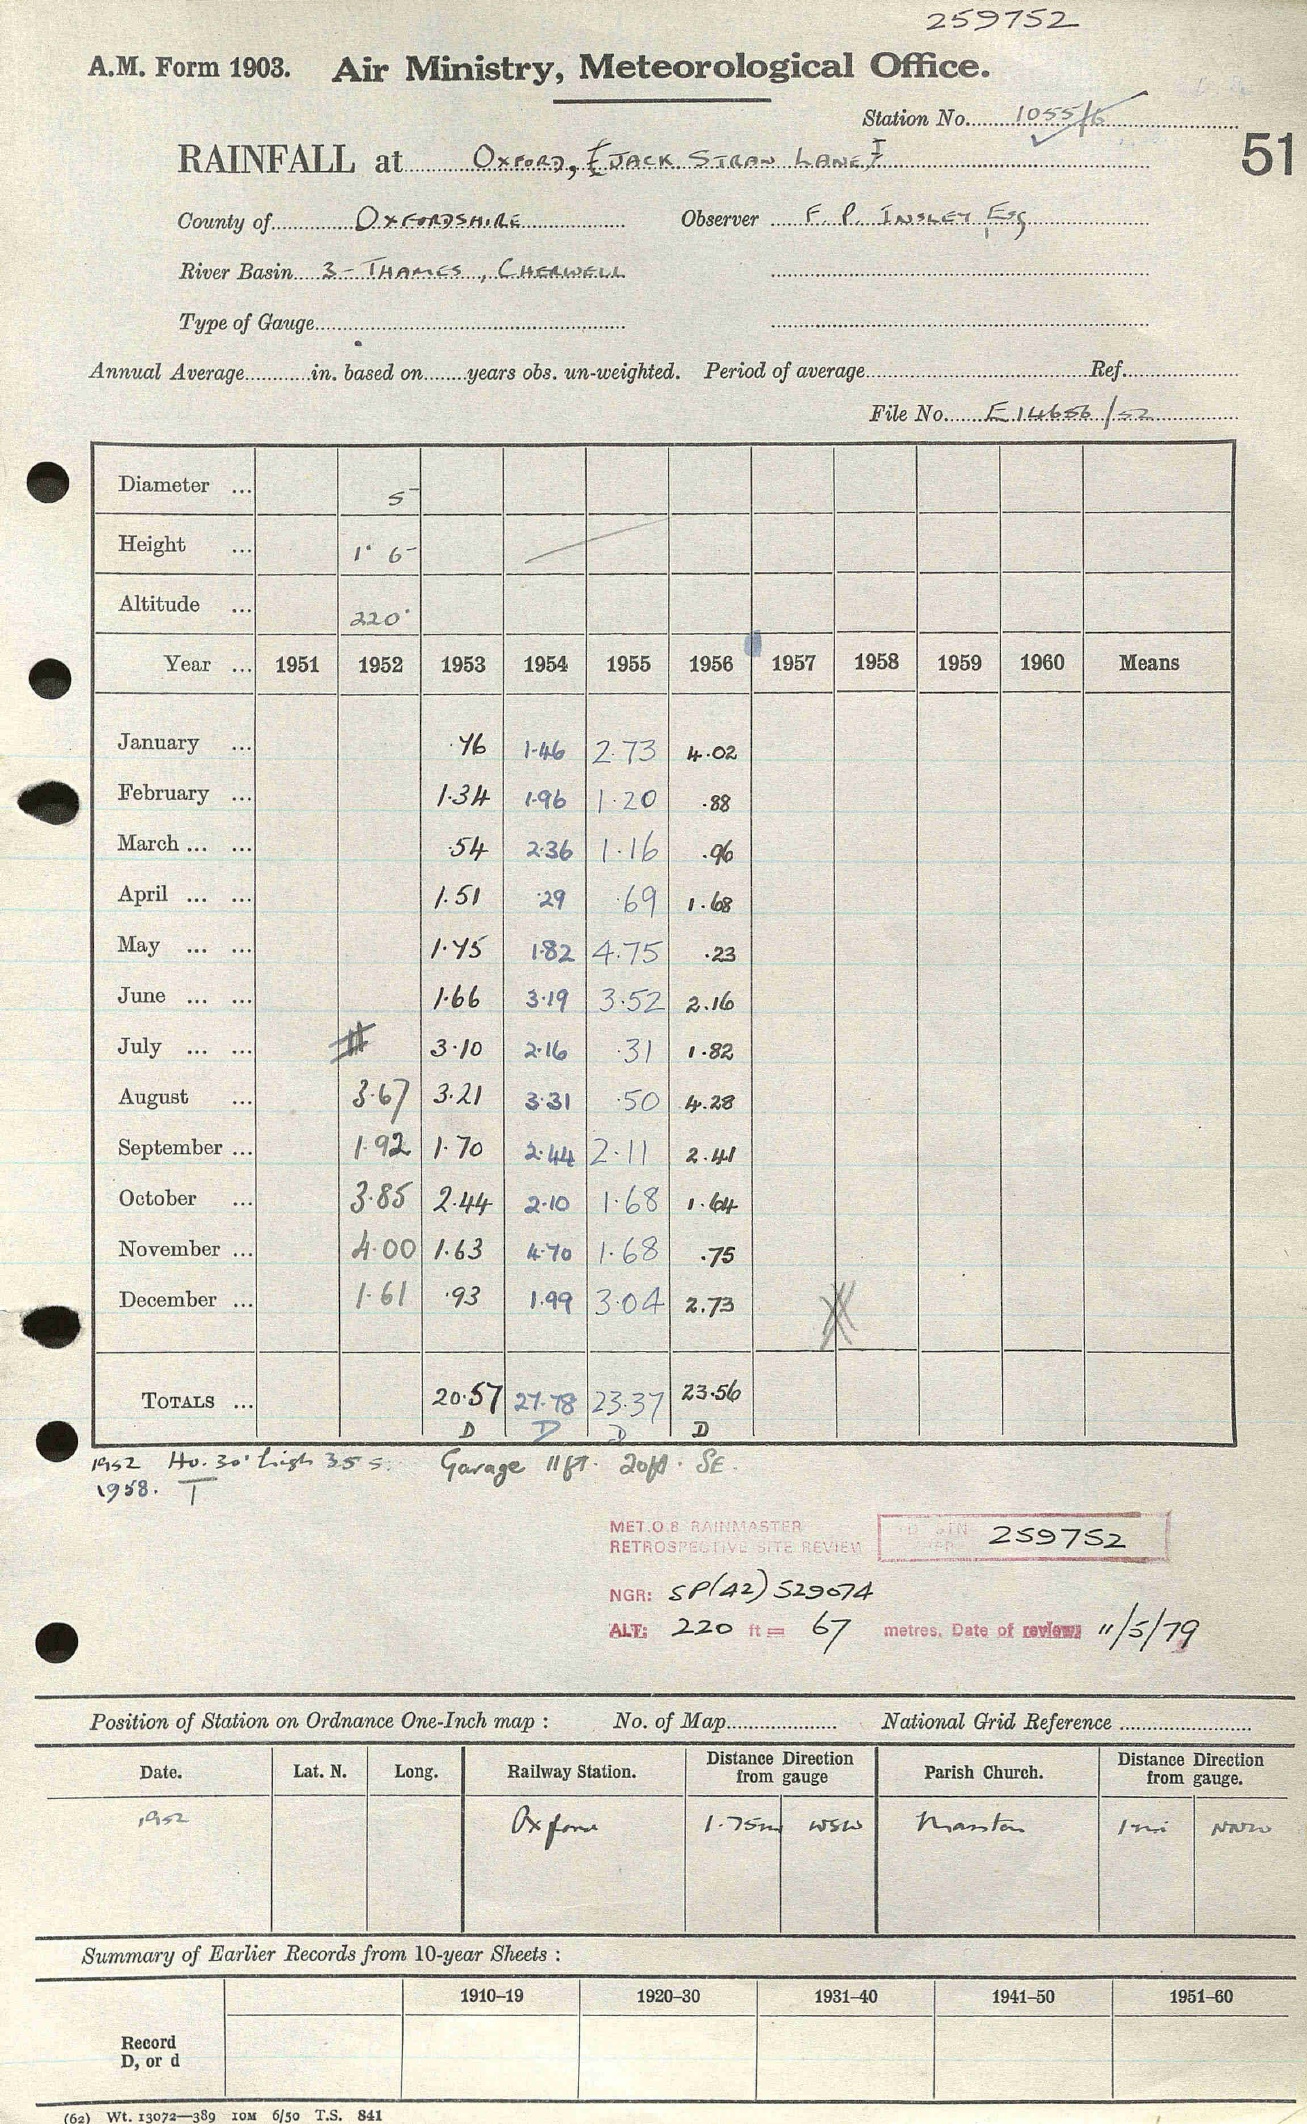 259752
A.M. Form 1903. Air Ministry, Meteorological Office.
Station No. 1055/6
51
RAINFALL at Oxford, [Jack Straw Lane]
County of Oxfordshire Observer F. P. Insley Esq
River Basin 3 - Thames, Cherwell
Type of Gauge
Annual Average in. based on years obs. un-weighted. Period of average Ref.
File No. E14656/52
Diameter ... 5"
Height ... 1' 0"
Altitude ... 220'
Year ... 1951 1952 1953 1954 1955 1956 1957 1958 1959 1960 Means
January ... .76 1.46 2.73 4.02
February ... 1.34 1.96 1.20 .88
March ... ... .54 2.36 1.16 .96
April ... ... 1.51 .29 .69 1.68
May ... ... 1.75 1.82 4.75 .23
June ... ... 1.66 3.19 3.52 2.16
July ... ... 3.10 2.16 .31 1.82
August ... 3.67 3.21 3.31 .50 4.28
September ... 1.92 1.70 2.44 2.11 2.41
October ... 3.85 2.44 2.10 1.68 1.64
November ... 4.00 1.63 4.70 1.68 .75
December ... 1.61 .93 1.99 3.04 2.73
Totals ... 20.57 27.78 23.37 23.56
D D D D
1952 Ho. 30' high 35 S. Garage 11ft. 20ft. SE.
1958. T
MET.O.8 RAINMASTER
RETROSPECTIVE SITE REVIEW 259752
NGR: SP(42) 529074
ALT: 220 ft = 67 metres. Date of review: 11/5/79
Position of Station on Ordnance One-Inch map : No. of Map National Grid Reference
Date. Lat. N. Long. Railway Station. Distance Direction from gauge Parish Church. Distance Direction from gauge.
1952 Oxford 1.75m WSW Marston 1 mi NNW
Summary of Earlier Records from 10-year Sheets :
1910–19 1920–30 1931–40 1941–50 1951–60
Record
D, or d
(62) Wt. 13072—389 10M 6/50 T.S. 841